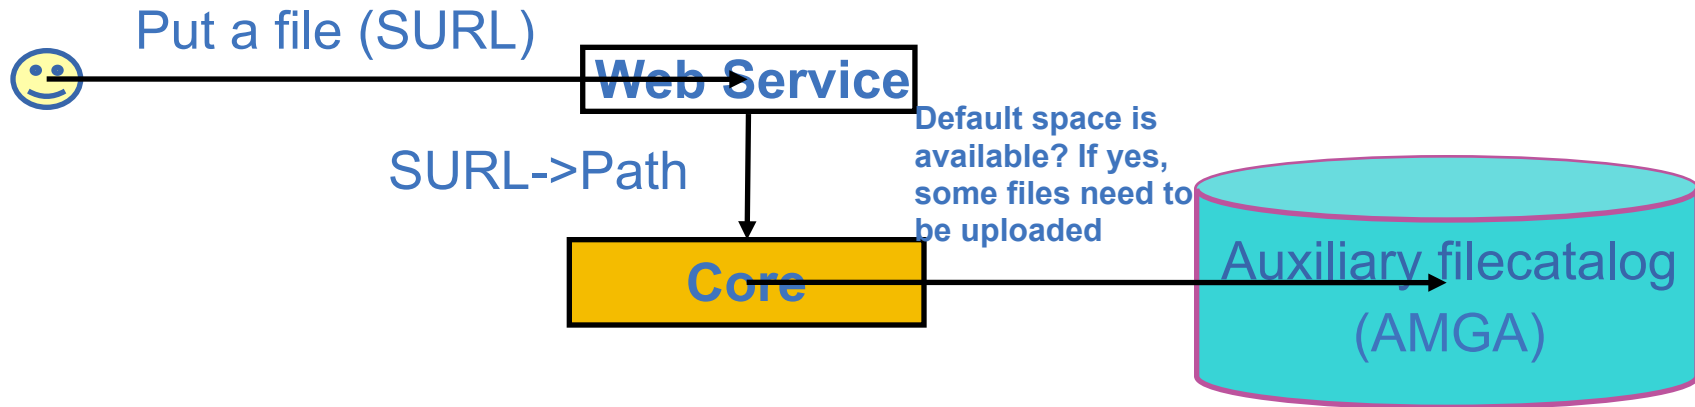 Put a file (SURL)
Web Service
Default space is
available? If yes,
some files need to
be uploaded
SURL->Path
Core
Auxiliary filecatalog
(AMGA)